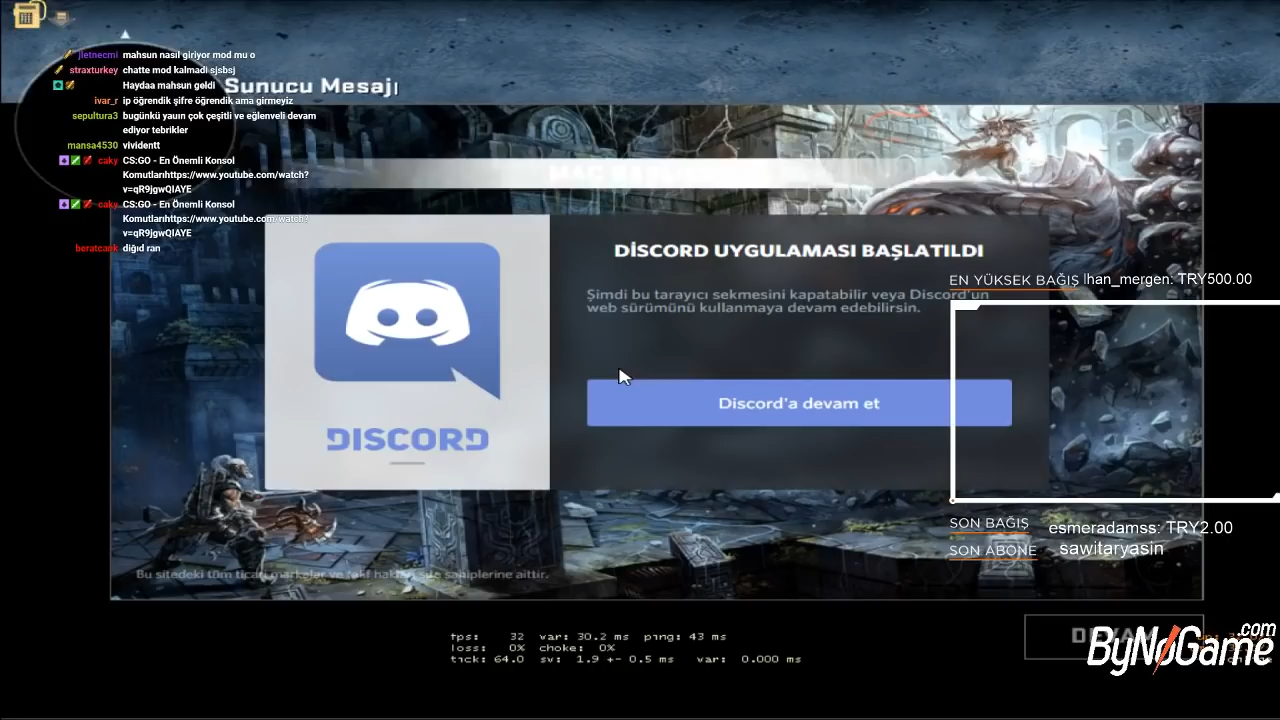 jletnecmi mahsun nasıl giriyor mod mu o
straxturkey chatte mod kalmadi sjsbsj
Haydaa mahsun geldi
ivar_r ip öğrendik şifre öğrendik ama girmeyiz
sepultura3 bugünkü yauın çok çeşitli ve eğlenveli devam
ediyor tebrikler
mansa4530 vividentt
caky CS:GO - En Önemli Konsol
Komutlarıhttps://www.youtube.com/watch?
v=qR9jgwQIAYE
caky CS:GO - En Önemli Konsol
Komutlarıhttps://www.youtube.com/watch?
v=qR9jgwQIAYE
beratcank diğıd ran
Sunucu Mesajı
DİSCORD UYGULAMASI BAŞLATILDI
Şimdi bu tarayıcı sekmesini kapatabilir veya Discord'un
web sürümünü kullanmaya devam edebilirsin.
Discord'a devam et
DISCORD
EN YÜKSEK BAĞIŞ lhan_mergen: TRY500.00
SON BAĞIŞ esmeradamss: TRY2.00
SON ABONE sawitaryasin
Bu sitedeki tüm ticari markalar ve telif hakları sahiplerine aittir.
fps: 32 var: 30.2 ms ping: 43 ms
loss: 0% choke: 0%
tick: 64.0 sv: 1.9 +- 0.5 ms var: 0.000 ms
ByNoGame.com